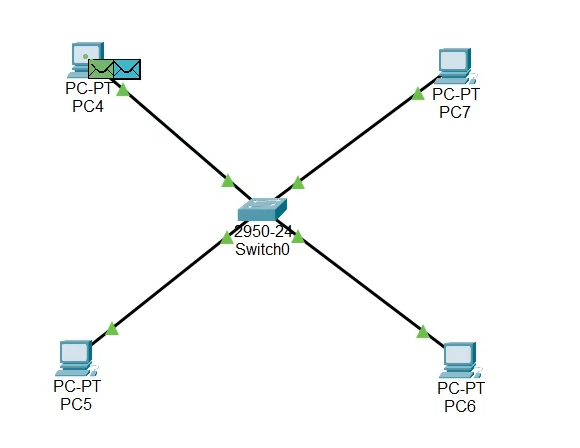 PC-PT
PC4
PC-PT
PC7
2950-24
Switch0
PC-PT
PC5
PC-PT
PC6